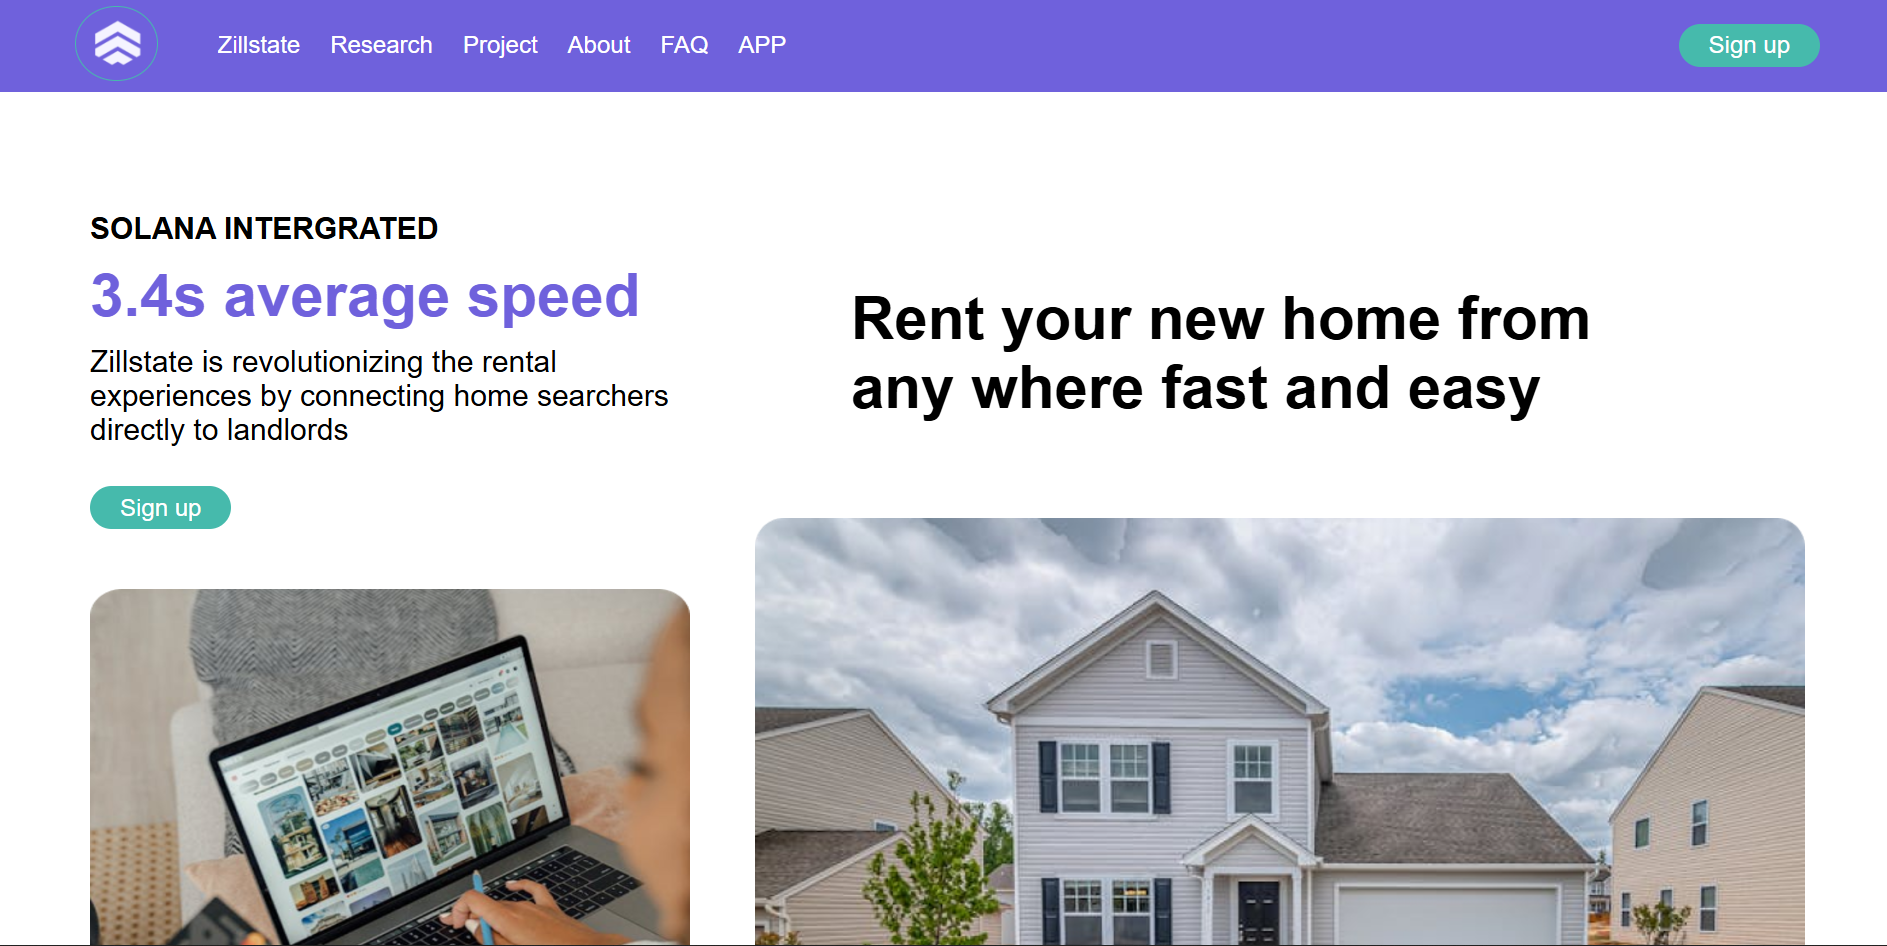 Zillstate Research Project About FAQ APP Sign up
SOLANA INTERGRATED
3.4s average speed
Zillstate is revolutionizing the rental
experiences by connecting home searchers
directly to landlords
Sign up
Rent your new home from
any where fast and easy